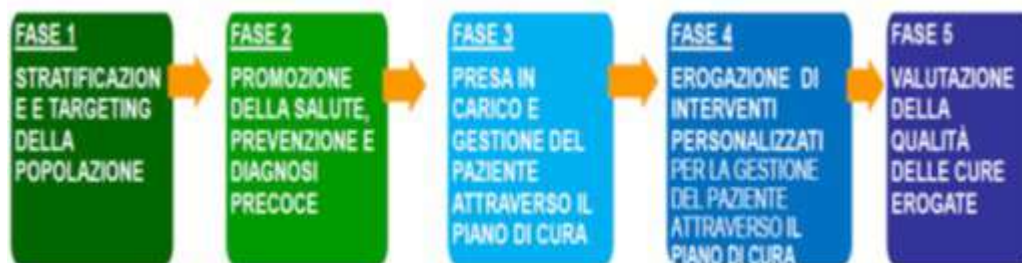 FASE 1
STRATIFICAZION
E E TARGETING
DELLA
POPOLAZIONE
FASE 2
PROMOZIONE
DELLA SALUTE,
PREVENZIONE E
DIAGNOSI
PRECOCE
FASE 3
PRESA IN
CARICO E
GESTIONE DEL
PAZIENTE
ATTRAVERSO IL
PIANO DI CURA
FASE 4
EROGAZIONE DI
INTERVENTI
PERSONALIZZATI
PER LA GESTIONE
DEL PAZIENTE
ATTRAVERSO IL
PIANO DI CURA
FASE 5
VALUTAZIONE
DELLA
QUALITÀ
DELLE CURE
EROGATE